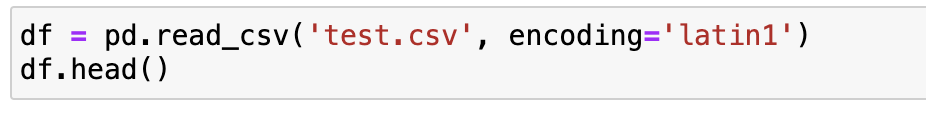 df = pd.read_csv('test.csv', encoding='latin1')
df.head()